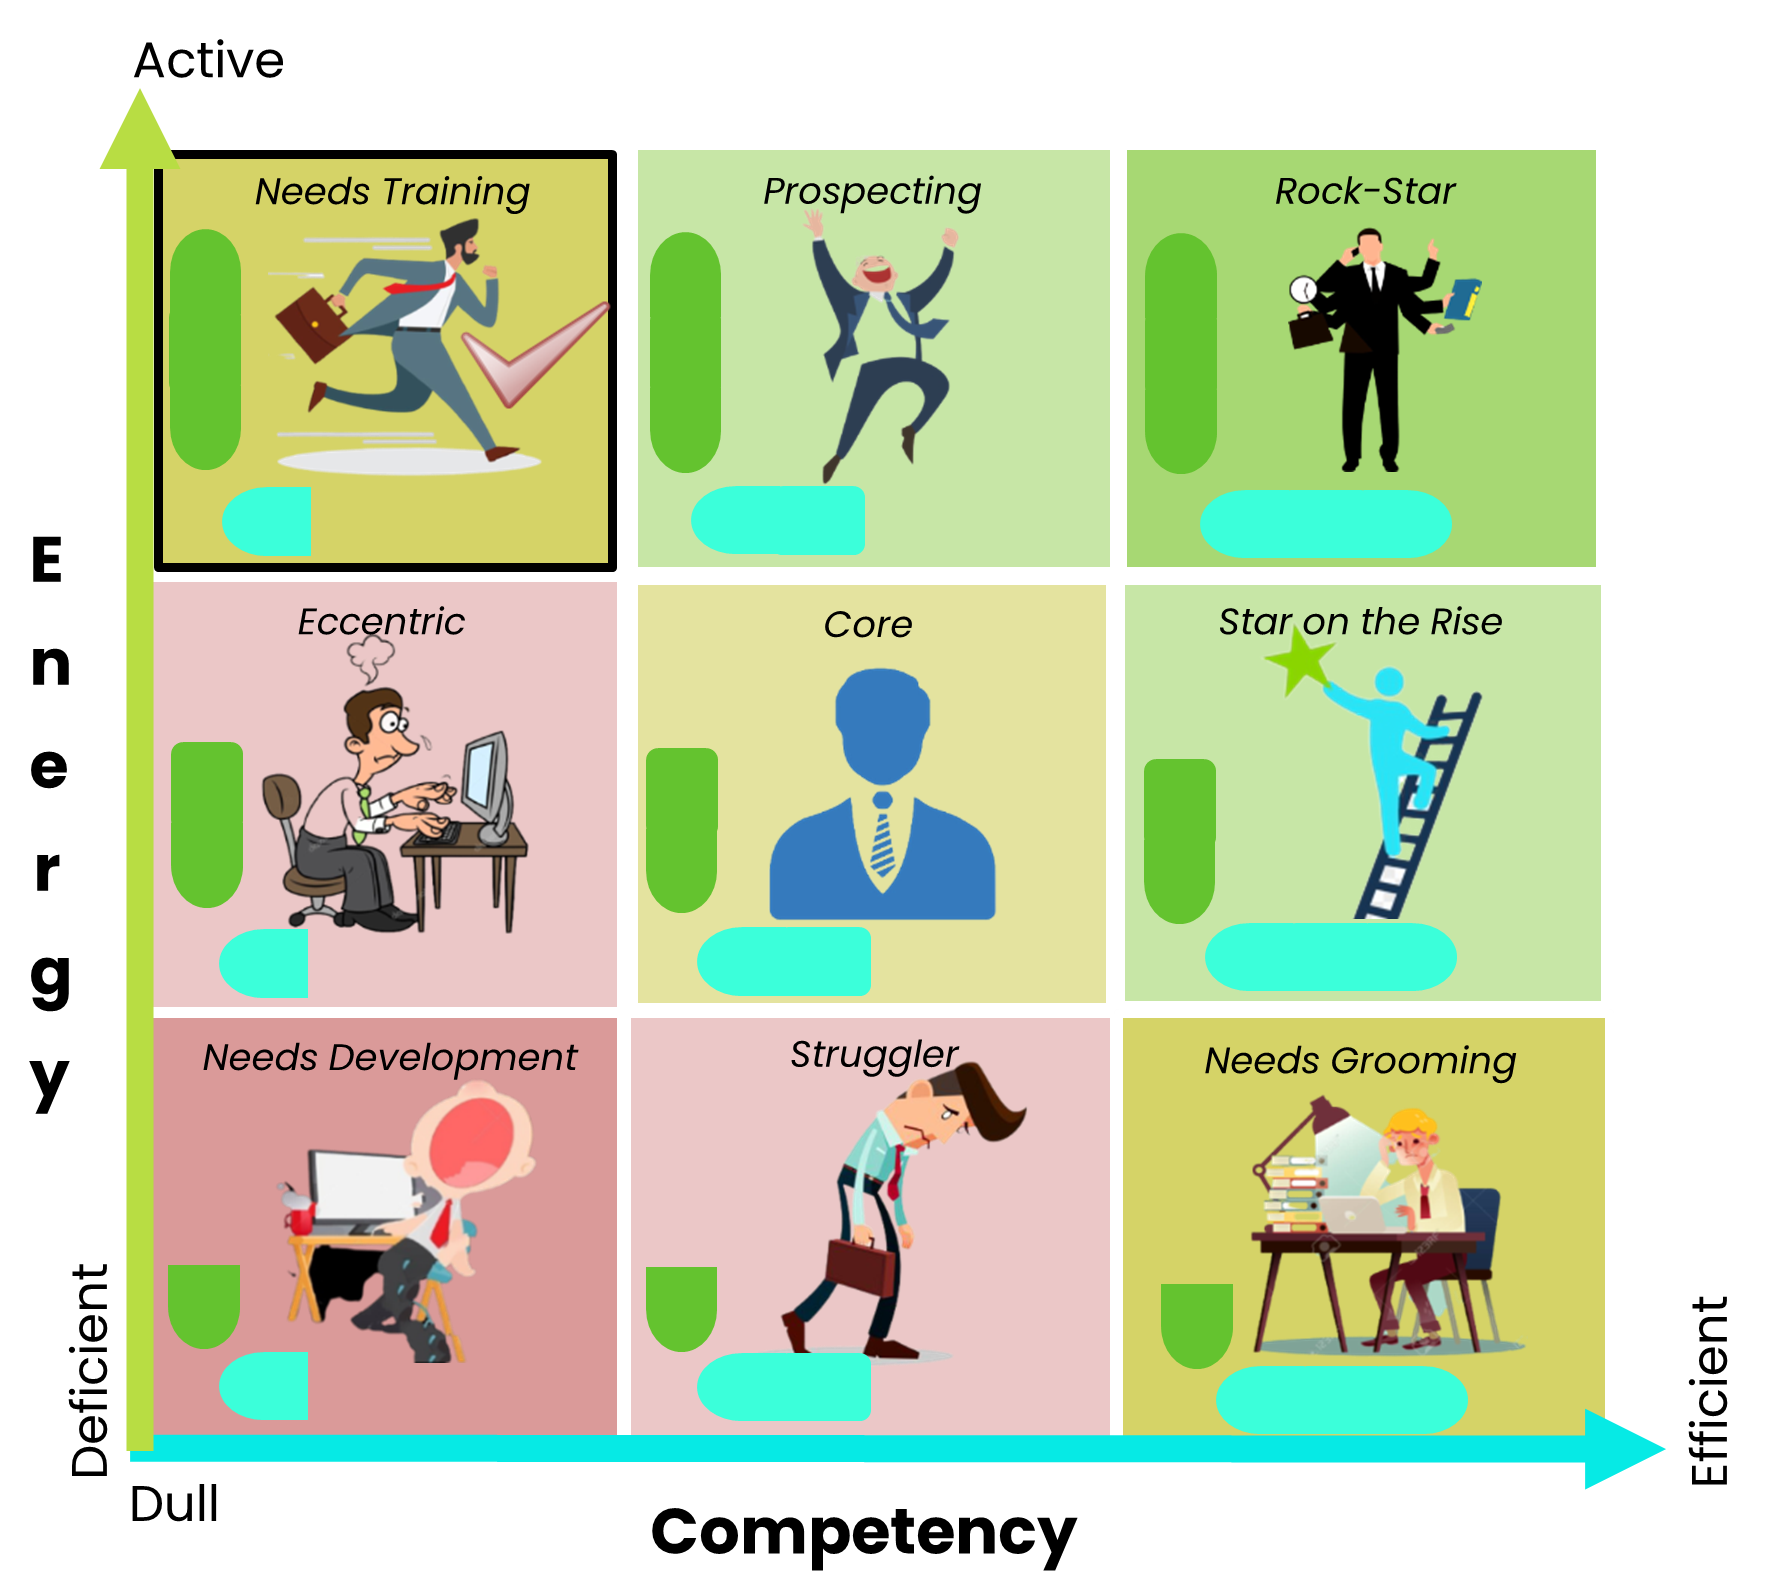 Active
Needs Training
Prospecting
Rock-Star
Energy
Eccentric
Core
Star on the Rise
Needs Development
Struggler
Needs Grooming
Deficient
Efficient
Dull
Competency